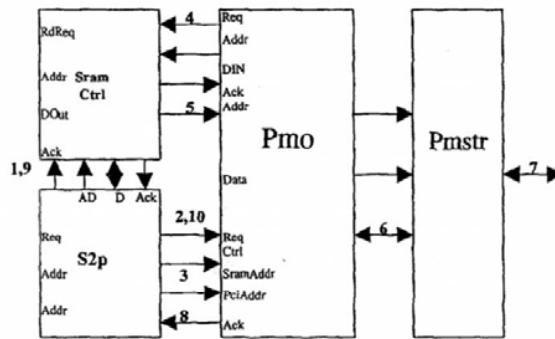 4
Req
RdReq
Addr
Addr
Sram
Ctrl
DIN
Ack
DOut
5
Addr
Pmo
Pmstr
Ack
1,9
7
Data
AD
D
Ack
2,10
6
Req
Req
S2p
Ctrl
Addr
3
SramAddr
PciAddr
Addr
8
Ack